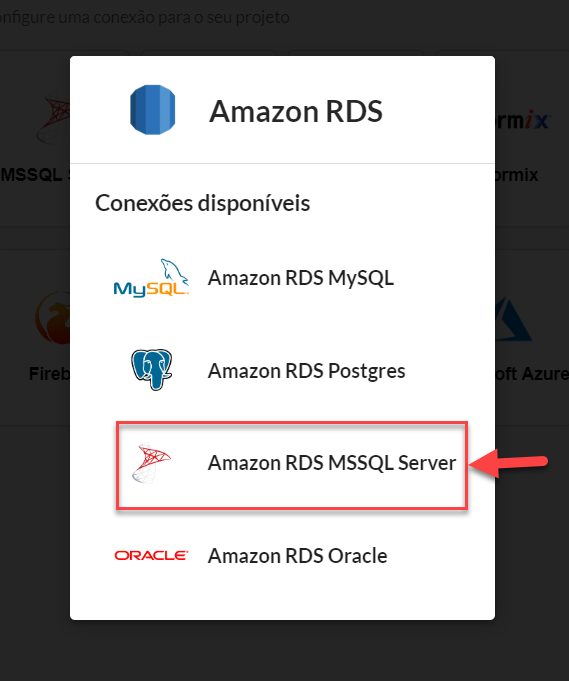 onfigure uma conexão para o seu projeto
Amazon RDS
MSSQL S
rmix
ormix
Conexões disponíveis
MySQL
Amazon RDS MySQL
Amazon RDS Postgres
Fireb
oft Azure
Amazon RDS MSSQL Server
ORACLE
Amazon RDS Oracle